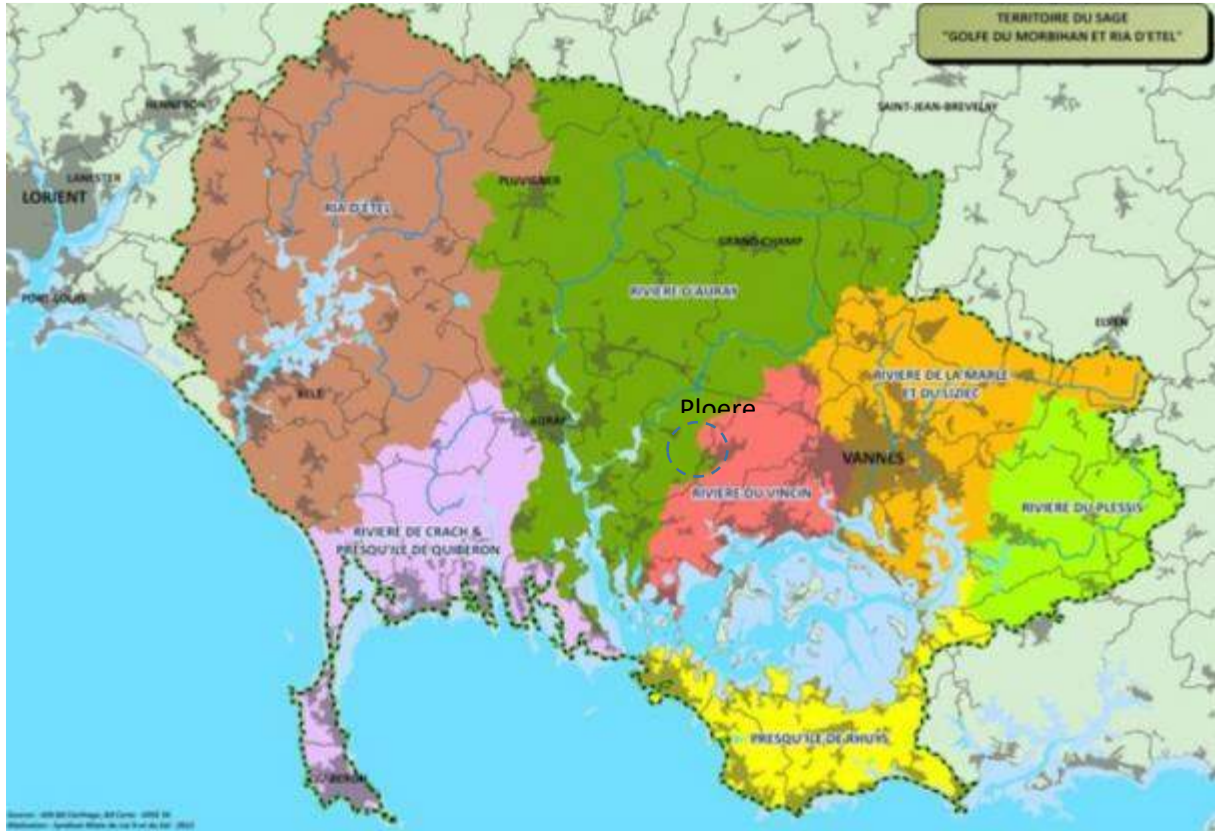 TERRITOIRE DU SAGE
"GOLFE DU MORBIHAN ET RIA D'ETEL"
HENNEBONT
SAINT-JEAN-BREVELAY
LANESTER
LORIENT
PLUVIGNER
RIA D'ÉTEL
GRAND-CHAMP
PORT-LOUIS
RIVIERE D'AURAY
ELVEN
RIVIERE DE LA MARLE
ET DU LIZIEC
BELZ
Ploere
AURAY
VANNES
RIVIERE DU VINCIN
RIVIERE DU PLESSIS
RIVIERE DE CRACH &
PRESQU'ILE DE QUIBERON
PRESQU'ILE DE RHUYS
QUIBERON